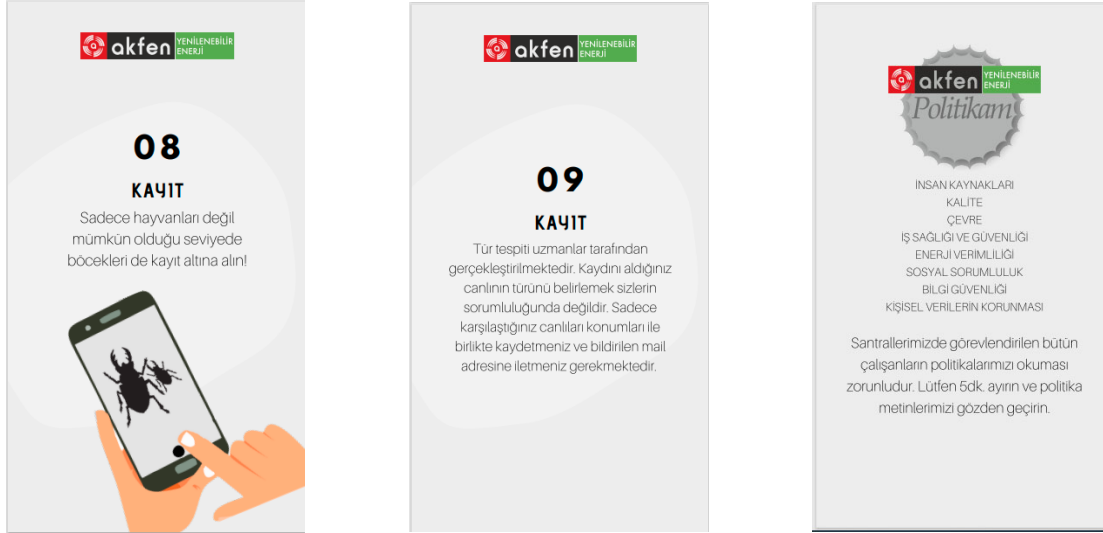 akfen YENİLENEBİLİR
ENERJİ
08
KAYIT
Sadece hayvanları değil
mümkün olduğu seviyede
böcekleri de kayıt altına alın!
akfen YENİLENEBİLİR
ENERJİ
09
KAYIT
Tür tespiti uzmanlar tarafından
gerçekleştirilmektedir. Kaydını aldığınız
canlının türünü belirlemek sizlerin
sorumluluğunda değildir. Sadece
karşılaştığınız canlıları konumları ile
birlikte kaydetmeniz ve bildirilen mail
adresine iletmeniz gerekmektedir.
akfen YENİLENEBİLİR
ENERJİ
Politikam
İNSAN KAYNAKLARI
KALİTE
ÇEVRE
İŞ SAĞLIĞI VE GÜVENLİĞİ
ENERJİ VERİMLİLİĞİ
SOSYAL SORUMLULUK
BİLGİ GÜVENLİĞİ
KİŞİSEL VERİLERİN KORUNMASI
Santrallerimizde görevlendirilen bütün
çalışanların politikalarımızı okuması
zorunludur. Lütfen 5dk. ayırın ve politika
metinlerimizi gözden geçirin.